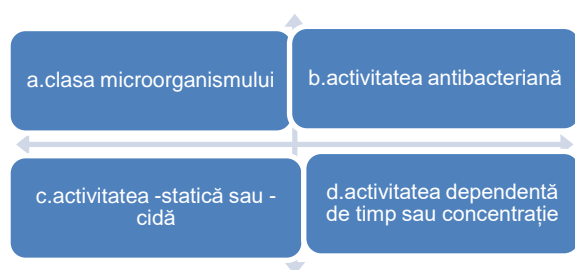 a.clasa microorganismului
b.activitatea antibacteriană
c.activitatea -statică sau -
cidă
d.activitatea dependentă
de timp sau concentrație